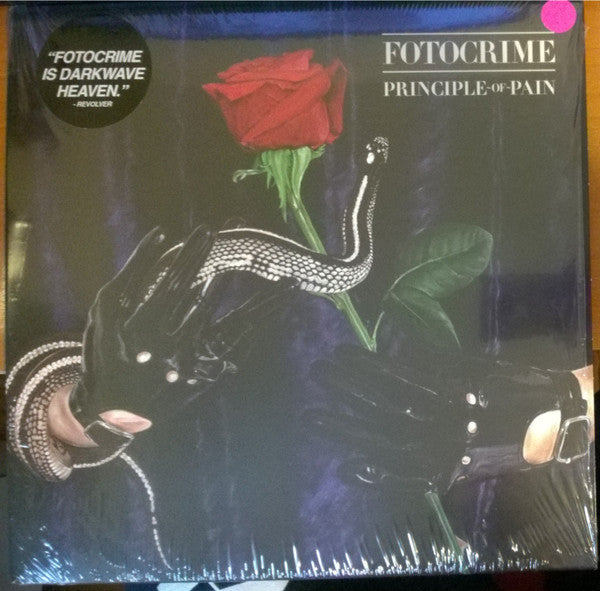 “FOTOCRIME
IS DARKWAVE
HEAVEN.”
-REVOLVER
FOTOCRIME
PRINCIPLE-OF-PAIN